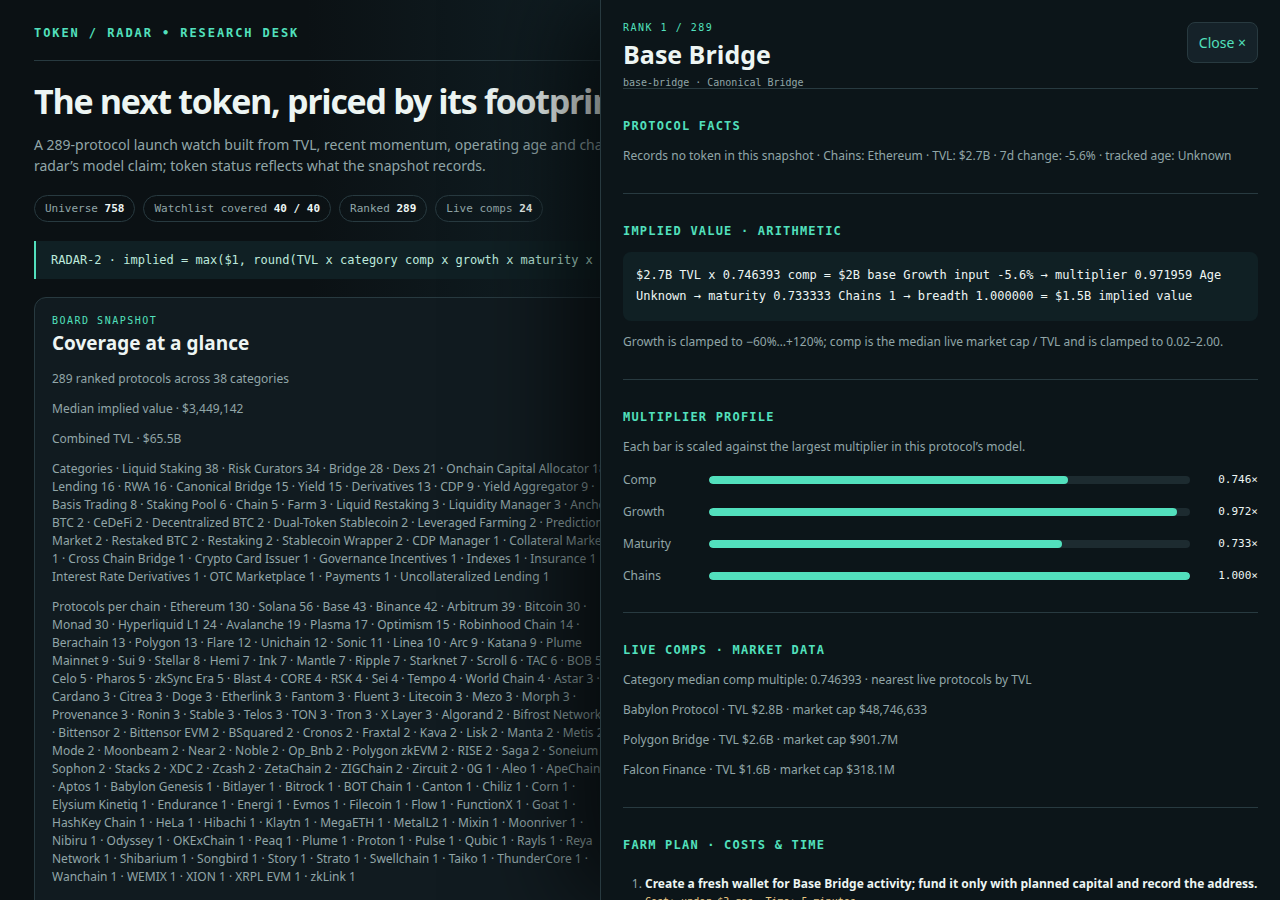 TOKEN / RADAR • RESEARCH DESK
The next token, priced by its footprin
A 289-protocol launch watch built from TVL, recent momentum, operating age and cha
radar's model claim; token status reflects what the snapshot records.
Universe 758
Watchlist covered 40 / 40
Ranked 289
Live comps 24
RADAR-2 · implied = max($1, round(TVL x category comp x growth x maturity x
BOARD SNAPSHOT
Coverage at a glance
289 ranked protocols across 38 categories
Median implied value · $3,449,142
Combined TVL · $65.5B
Categories · Liquid Staking 38 · Risk Curators 34 · Bridge 28 · Dexs 21 · Onchain Capital Allocator 1
Lending 16 · RWA 16 · Canonical Bridge 15 · Yield 15 · Derivatives 13 · CDP 9 · Yield Aggregator 9 ·
Basis Trading 8 · Staking Pool 6 · Chain 5 · Farm 3 · Liquid Restaking 3 · Liquidity Manager 3 · Ancho
BTC 2 · CeDeFi 2 · Decentralized BTC 2 · Dual-Token Stablecoin 2 · Leveraged Farming 2 · Prediction
Market 2 · Restaked BTC 2 · Restaking 2 · Stablecoin Wrapper 2 · CDP Manager 1 · Collateral Marke
1 · Cross Chain Bridge 1 · Crypto Card Issuer 1 · Governance Incentives 1 · Indexes 1 · Insurance 1
Interest Rate Derivatives 1 · OTC Marketplace 1 · Payments 1 · Uncollateralized Lending 1
Protocols per chain · Ethereum 130 · Solana 56 · Base 43 · Binance 42 · Arbitrum 39 · Bitcoin 30 ·
Monad 30 · Hyperliquid L1 24 · Avalanche 19 · Plasma 17 · Optimism 15 · Robinhood Chain 14 ·
Berachain 13 · Polygon 13 · Flare 12 · Unichain 12 · Sonic 11 · Linea 10 · Arc 9 · Katana 9 · Plume
Mainnet 9 · Sui 9 · Stellar 8 · Hemi 7 · Ink 7 · Mantle 7 · Ripple 7 · Starknet 7 · Scroll 6 · TAC 6 · BOB 5
Celo 5 · Pharos 5 · zkSync Era 5 · Blast 4 · CORE 4 · RSK 4 · Sei 4 · Tempo 4 · World Chain 4 · Astar 3 ·
Cardano 3 · Citrea 3 · Doge 3 · Etherlink 3 · Fantom 3 · Fluent 3 · Litecoin 3 · Mezo 3 · Morph 3 ·
Provenance 3 · Ronin 3 · Stable 3 · Telos 3 · TON 3 · Tron 3 · X Layer 3 · Algorand 2 · Bifrost Network
· Bittensor 2 · Bittensor EVM 2 · BSquared 2 · Cronos 2 · Fraxtal 2 · Kava 2 · Lisk 2 · Manta 2 · Metis 2
Mode 2 · Moonbeam 2 · Near 2 · Noble 2 · Op_Bnb 2 · Polygon zkEVM 2 · RISE 2 · Saga 2 · Soneium
Sophon 2 · Stacks 2 · XDC 2 · Zcash 2 · ZetaChain 2 · ZIGChain 2 · Zircuit 2 · 0G 1 · Aleo 1 · ApeChain
· Aptos 1 · Babylon Genesis 1 · Bitlayer 1 · Bitrock 1 · BOT Chain 1 · Canton 1 · Chiliz 1 · Corn 1 ·
Elysium Kinetiq 1 · Endurance 1 · Energi 1 · Evmos 1 · Filecoin 1 · Flow 1 · FunctionX 1 · Goat 1 ·
HashKey Chain 1 · HeLa 1 · Hibachi 1 · Klaytn 1 · MegaETH 1 · MetalL2 1 · Mixin 1 · Moonriver 1 ·
Nibiru 1 · Odyssey 1 · OKExChain 1 · Peaq 1 · Plume 1 · Proton 1 · Pulse 1 · Qubic 1 · Rayls 1 · Reya
Network 1 · Shibarium 1 · Songbird 1 · Story 1 · Strato 1 · Swellchain 1 · Taiko 1 · ThunderCore 1 ·
Wanchain 1 · WEMIX 1 · XION 1 · XRPL EVM 1 · zkLink 1
RANK 1 / 289
Base Bridge
base-bridge · Canonical Bridge
Close ×
PROTOCOL FACTS
Records no token in this snapshot · Chains: Ethereum · TVL: $2.7B · 7d change: -5.6% · tracked age: Unknown
IMPLIED VALUE · ARITHMETIC
$2.7B TVL x 0.746393 comp = $2B base Growth input -5.6% → multiplier 0.971959 Age
Unknown → maturity 0.733333 Chains 1 → breadth 1.000000 = $1.5B implied value
Growth is clamped to −60%…+120%; comp is the median live market cap / TVL and is clamped to 0.02–2.00.
MULTIPLIER PROFILE
Each bar is scaled against the largest multiplier in this protocol's model.
Comp 0.746×
Growth 0.972×
Maturity 0.733×
Chains 1.000×
LIVE COMPS · MARKET DATA
Category median comp multiple: 0.746393 · nearest live protocols by TVL
Babylon Protocol · TVL $2.8B · market cap $48,746,633
Polygon Bridge · TVL $2.6B · market cap $901.7M
Falcon Finance · TVL $1.6B · market cap $318.1M
FARM PLAN · COSTS & TIME
1. Create a fresh wallet for Base Bridge activity; fund it only with planned capital and record the address.